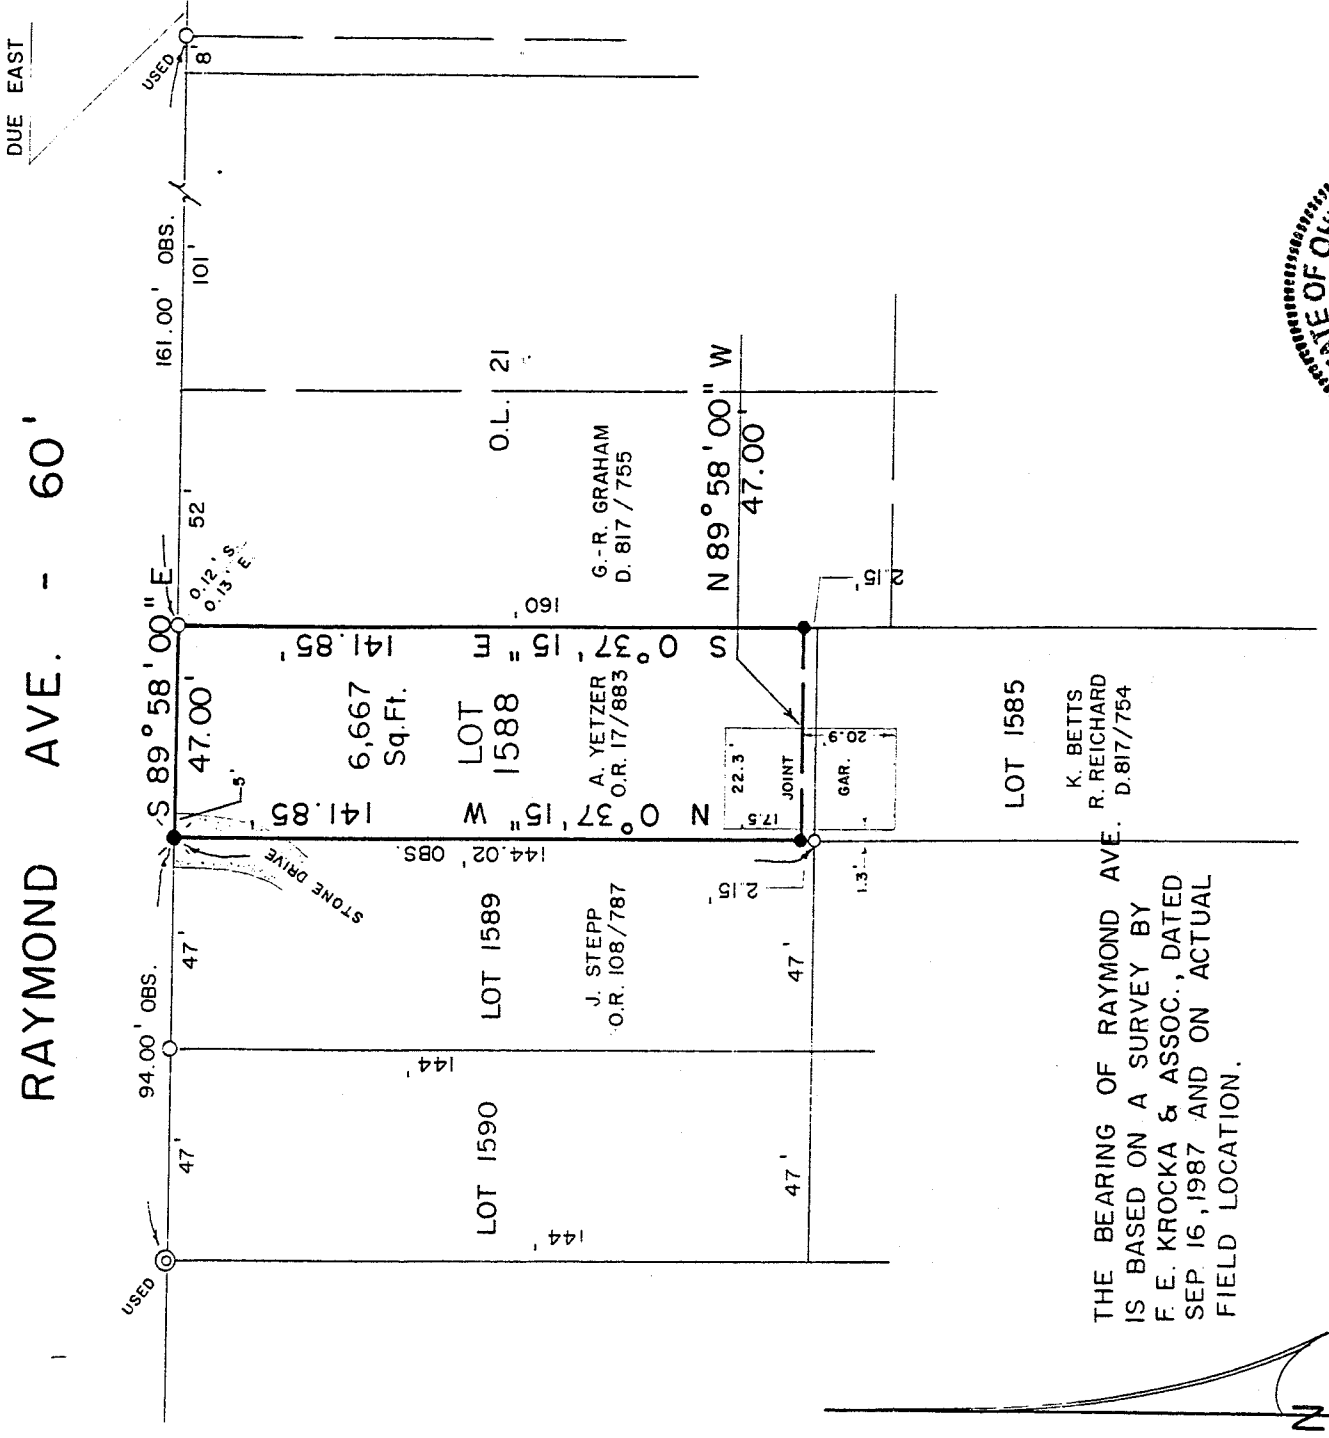 RAYMOND AVE. - 60'
DUE EAST
USED
94.00' OBS.
47'
47'
S 89°58'00" E
47.00'
5'
0.12' S.
0.13' E.
52'
161.00' OBS.
101'
USED
8'
STONE DRIVE
LOT 1590
144'
144'
47'
LOT 1589
J. STEPP
O.R. 108/787
47'
144.02' OBS.
N 0°37'15" W
141.85'
6,667
Sq.Ft.
LOT
1588
A. YETZER
O.R. 17/883
S 0°37'15" E
141.85'
160'
O.L. 21
G.-R. GRAHAM
D. 817 / 755
N 89°58'00" W
47.00'
22.3'
17.5'
JOINT
GAR.
20.9'
2.15'
2.15'
1.3'
LOT 1585
K. BETTS
R. REICHARD
D. 817/754
THE BEARING OF RAYMOND AVE.
IS BASED ON A SURVEY BY
F. E. KROCKA & ASSOC., DATED
SEP. 16, 1987 AND ON ACTUAL
FIELD LOCATION.
N
OF